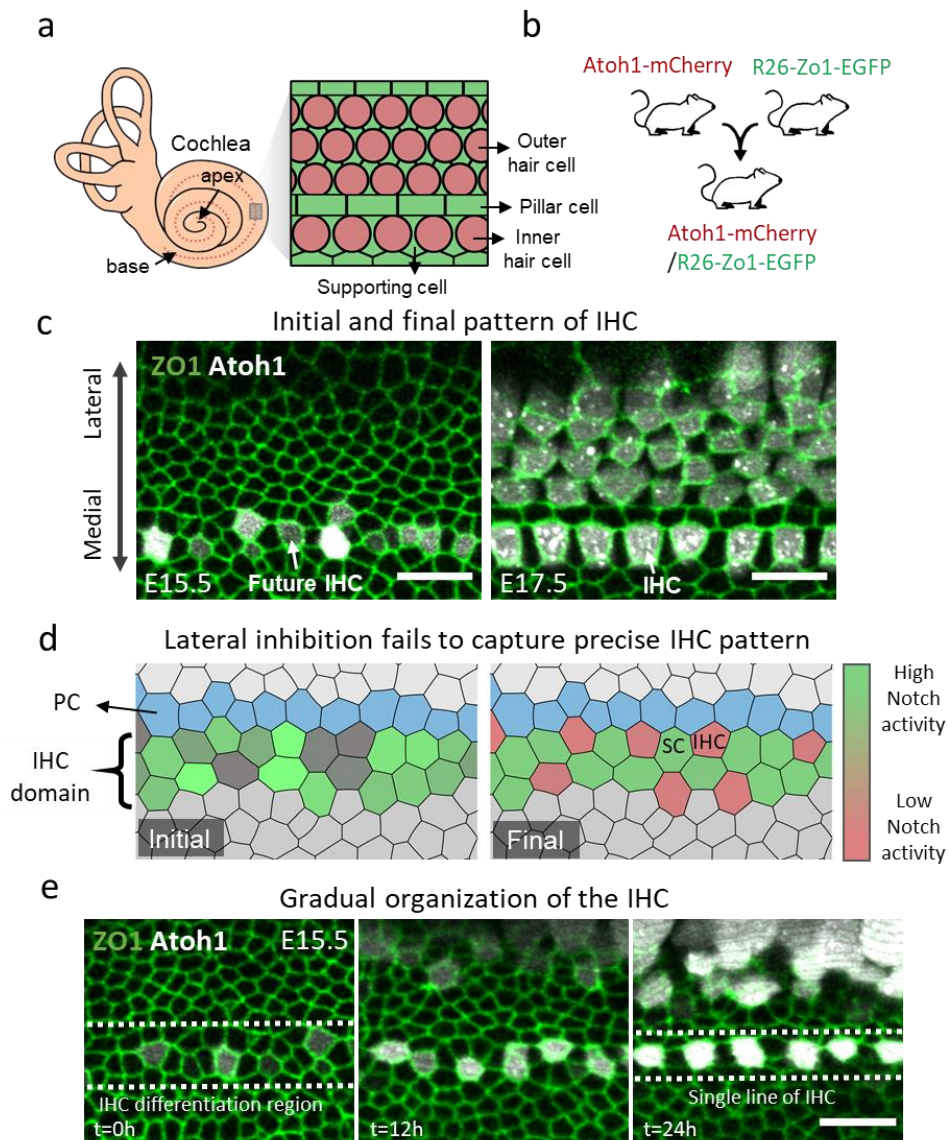 a
Cochlea
apex
base
Outer
hair cell
Pillar cell
Inner
hair cell
Supporting cell
b
Atoh1-mCherry R26-Zo1-EGFP
Atoh1-mCherry
/R26-Zo1-EGFP
c
Initial and final pattern of IHC
Lateral
Medial
ZO1 Atoh1
Future IHC
E15.5
IHC
E17.5
d
Lateral inhibition fails to capture precise IHC pattern
PC
IHC
domain
Initial
SC IHC
Final
High
Notch
activity
Low
Notch
activity
e
Gradual organization of the IHC
ZO1 Atoh1 E15.5
IHC differentiation region
t=0h
t=12h
Single line of IHC
t=24h